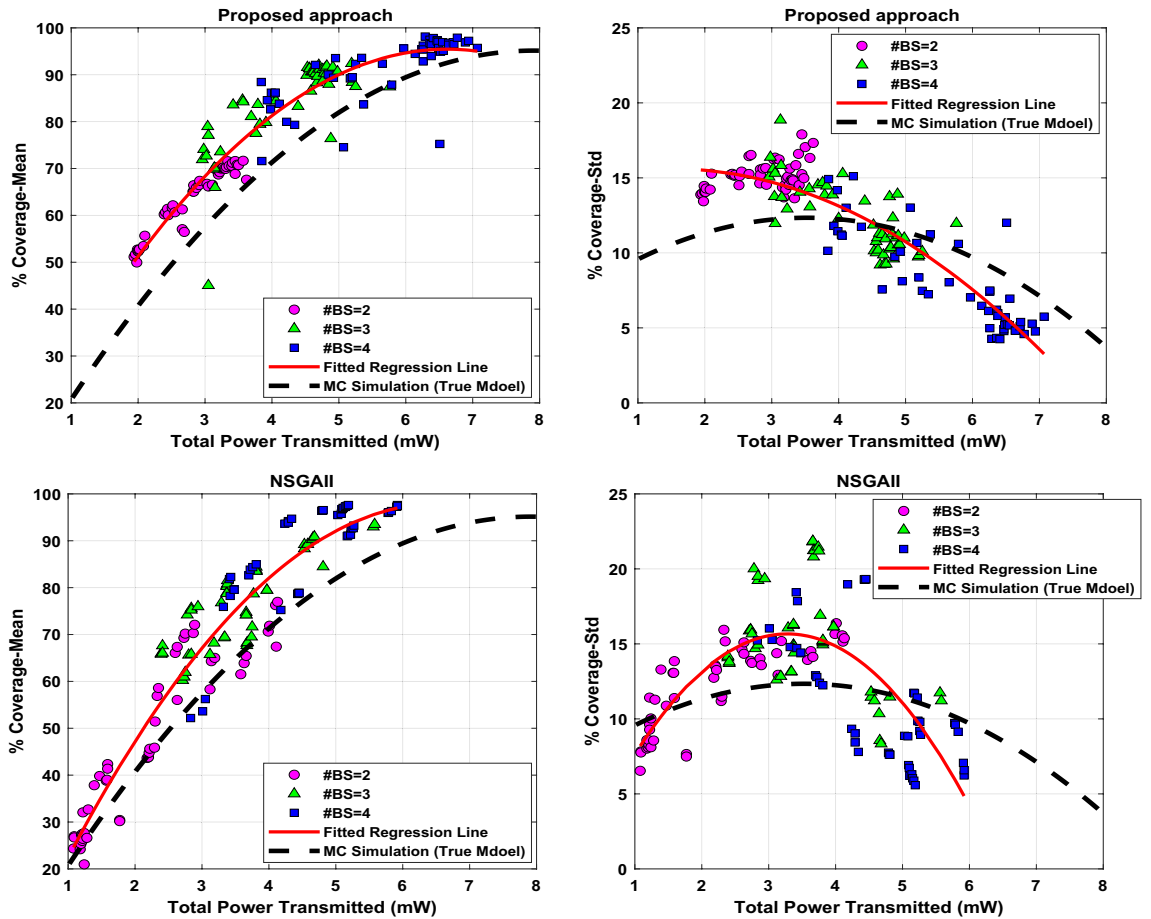 Proposed approach
% Coverage-Mean
100
90
80
70
60
50
40
30
20
1 2 3 4 5 6 7 8
Total Power Transmitted (mW)
#BS=2
#BS=3
#BS=4
Fitted Regression Line
MC Simulation (True Mdoel)
Proposed approach
% Coverage-Std
25
20
15
10
5
0
1 2 3 4 5 6 7 8
Total Power Transmitted (mW)
#BS=2
#BS=3
#BS=4
Fitted Regression Line
MC Simulation (True Mdoel)
NSGAII
% Coverage-Mean
100
90
80
70
60
50
40
30
20
1 2 3 4 5 6 7 8
Total Power Transmitted (mW)
#BS=2
#BS=3
#BS=4
Fitted Regression Line
MC Simulation (True Mdoel)
NSGAII
% Coverage-Std
25
20
15
10
5
0
1 2 3 4 5 6 7 8
Total Power Transmitted (mW)
#BS=2
#BS=3
#BS=4
Fitted Regression Line
MC Simulation (True Mdoel)